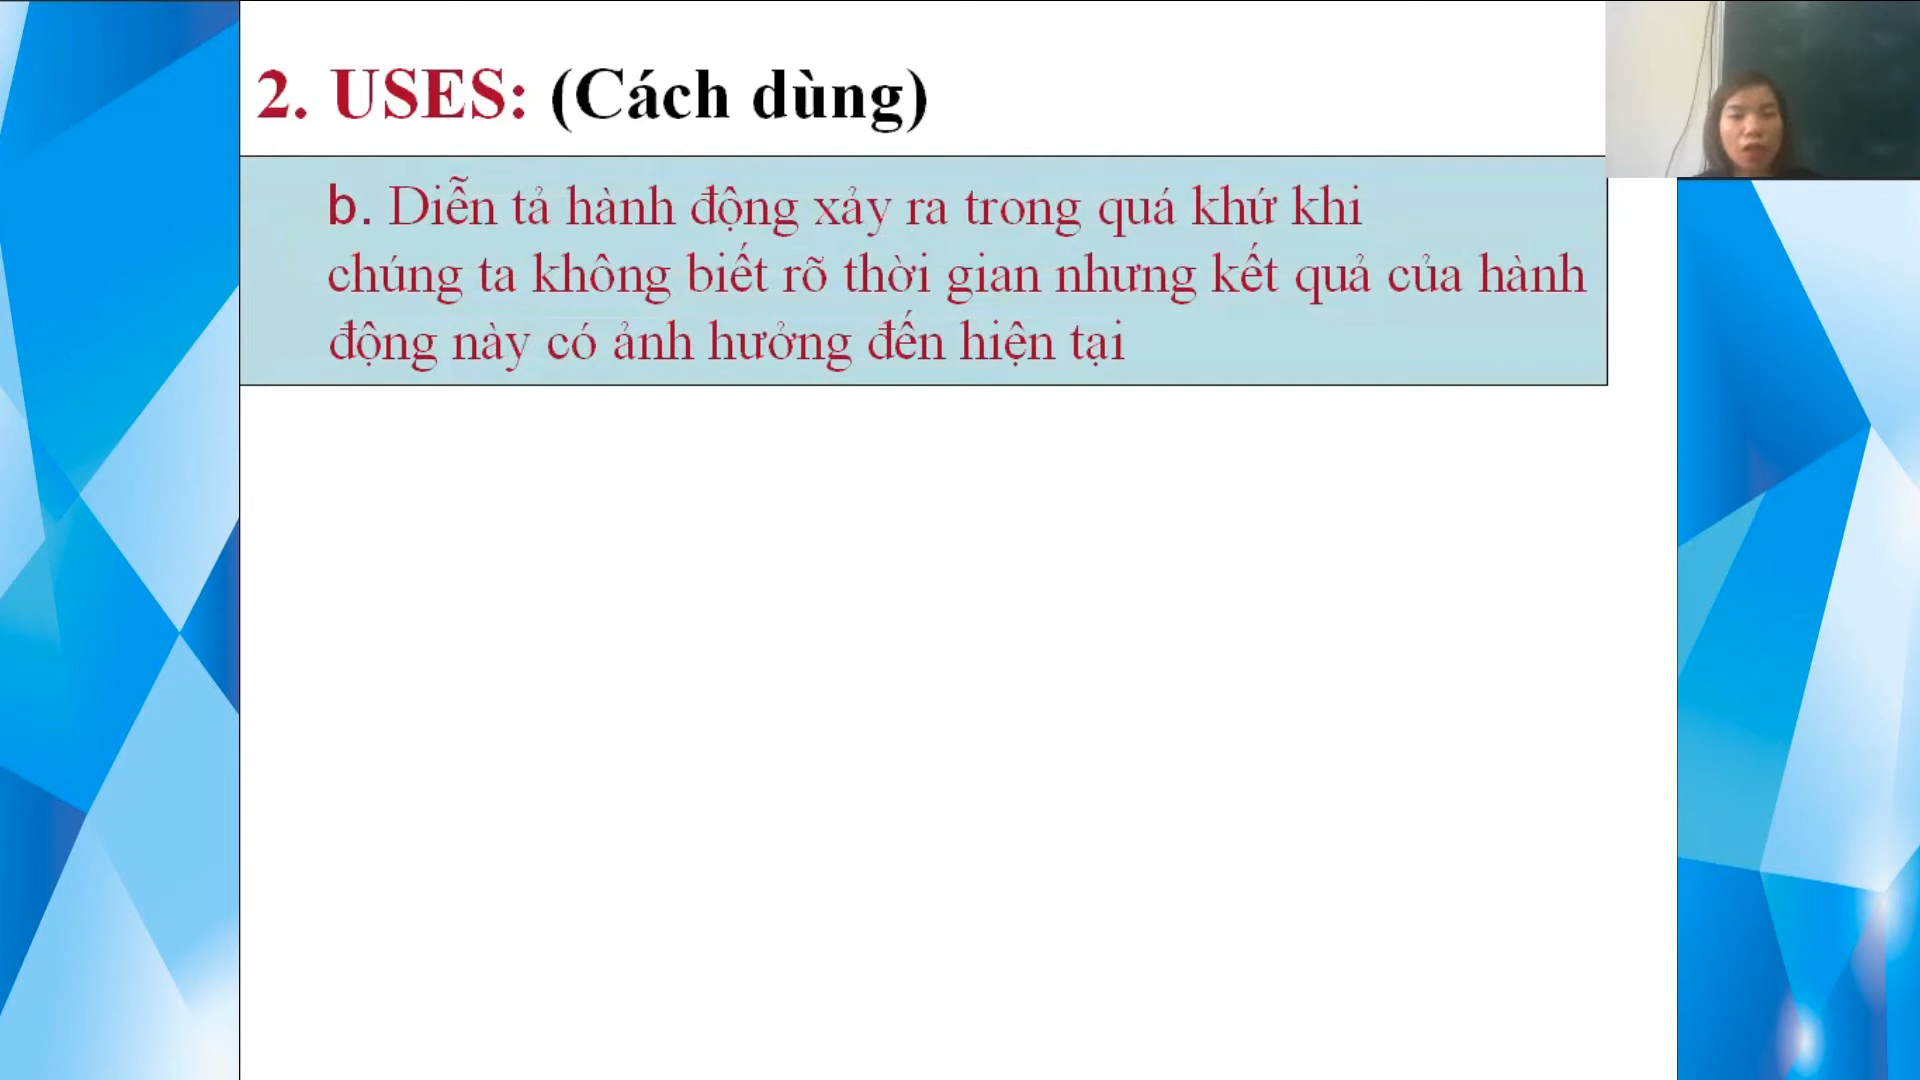 2. USES: (Cách dùng)
b. Diễn tả hành động xảy ra trong quá khứ khi
chúng ta không biết rõ thời gian nhưng kết quả của hành
động này có ảnh hưởng đến hiện tại